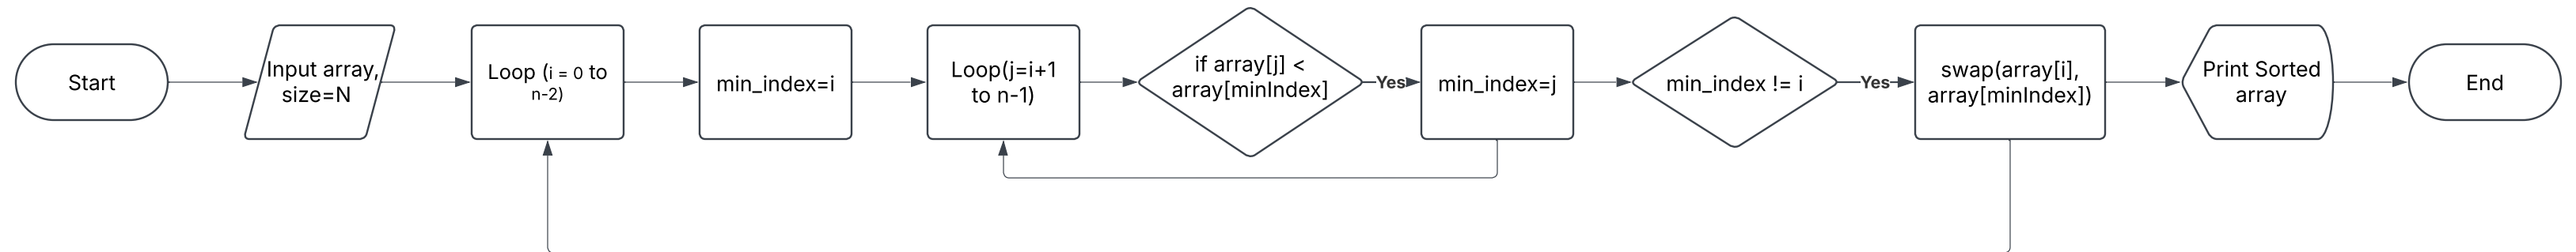 Start
Input array,
size=N
Loop (i = 0 to
n-2)
min_index=i
Loop(j=i+1
to n-1)
if array[j] <
array[minIndex]
Yes
min_index=j
min_index != i
Yes
swap(array[i],
array[minIndex])
Print Sorted
array
End